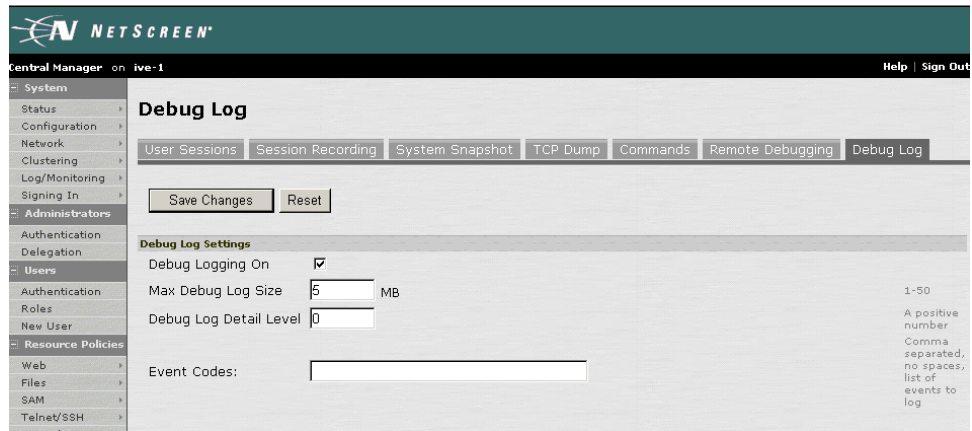 NETSCREEN®
Central Manager on ive-1
Help | Sign Out
System
Status
Configuration
Network
Clustering
Log/Monitoring
Signing In
Administrators
Authentication
Delegation
Users
Authentication
Roles
New User
Resource Policies
Web
Files
SAM
Telnet/SSH
Debug Log
User Sessions
Session Recording
System Snapshot
TCP Dump
Commands
Remote Debugging
Debug Log
Save Changes
Reset
Debug Log Settings
Debug Logging On
Max Debug Log Size 5 MB
1-50
Debug Log Detail Level 0
A positive
number
Event Codes:
Comma
separated,
no spaces,
list of
events to
log